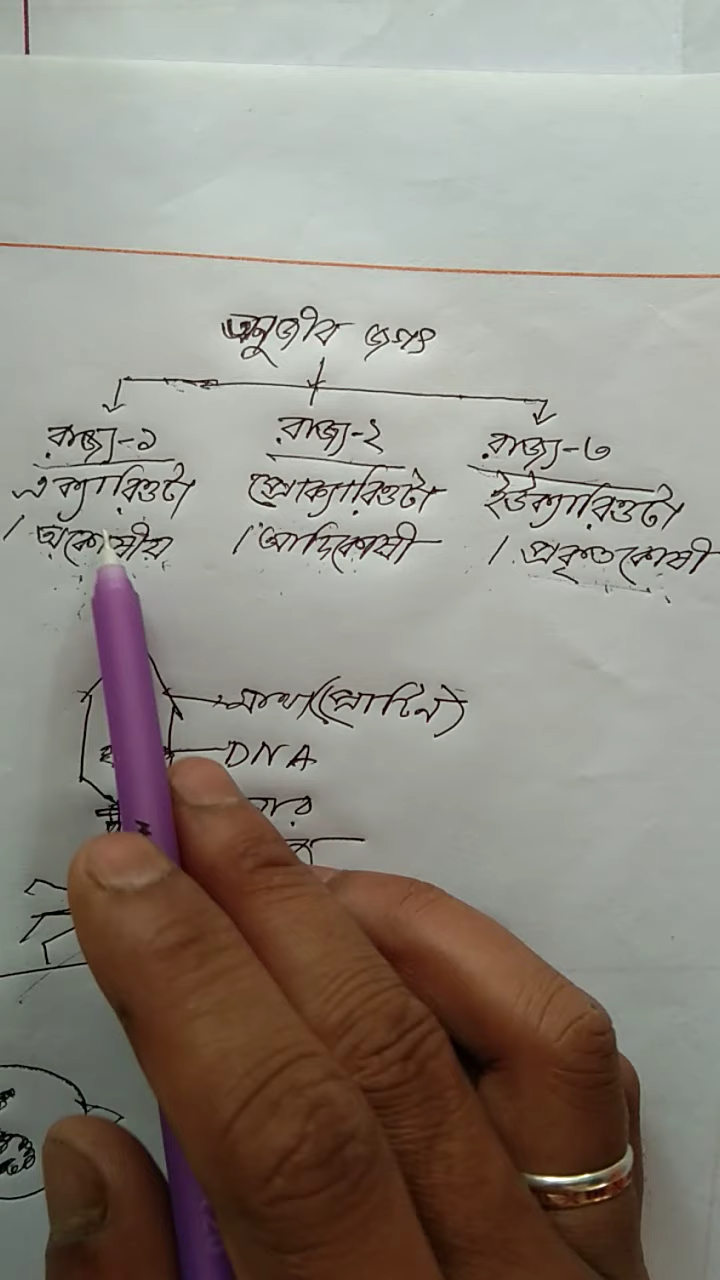 অনুজীব জগৎ
রাজ্য-১ রাজ্য-২ রাজ্য-৩
এক্যারিওটা প্রোক্যারিওটা ইউক্যারিওটা
/ অকোষীয় / আদিকোষী / প্রকৃতকোষী
মাথা (প্রোটিন)
DNA